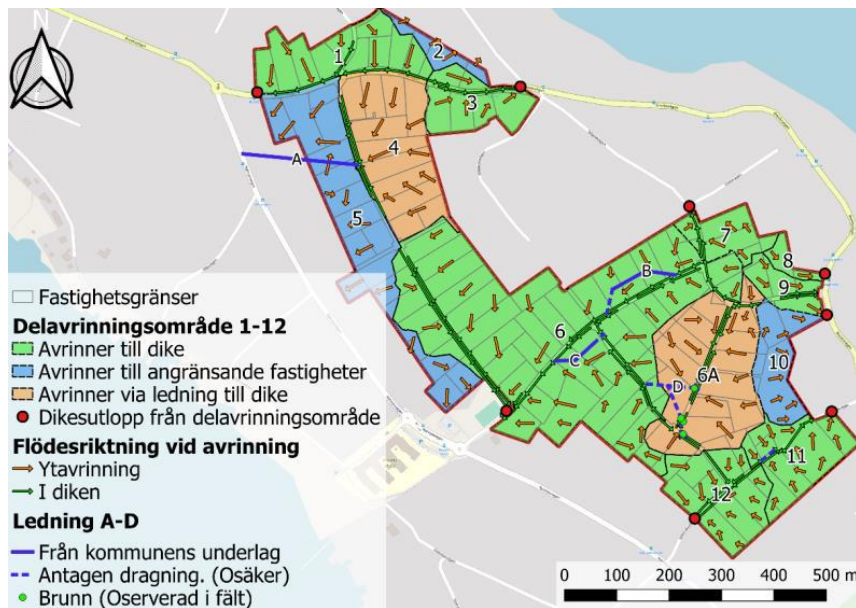 N
1
2
3
4
A
5
7
8
B
9
6
10
C
6A
D
11
12
Fastighetsgränser
Delavrinningsområde 1-12
Avrinner till dike
Avrinner till angränsande fastigheter
Avrinner via ledning till dike
Dikesutlopp från delavrinningsområde
Flödesriktning vid avrinning
Ytavrinning
I diken
Ledning A-D
Från kommunens underlag
Antagen dragning. (Osäker)
Brunn (Oserverad i fält)
0 100 200 300 400 500 m